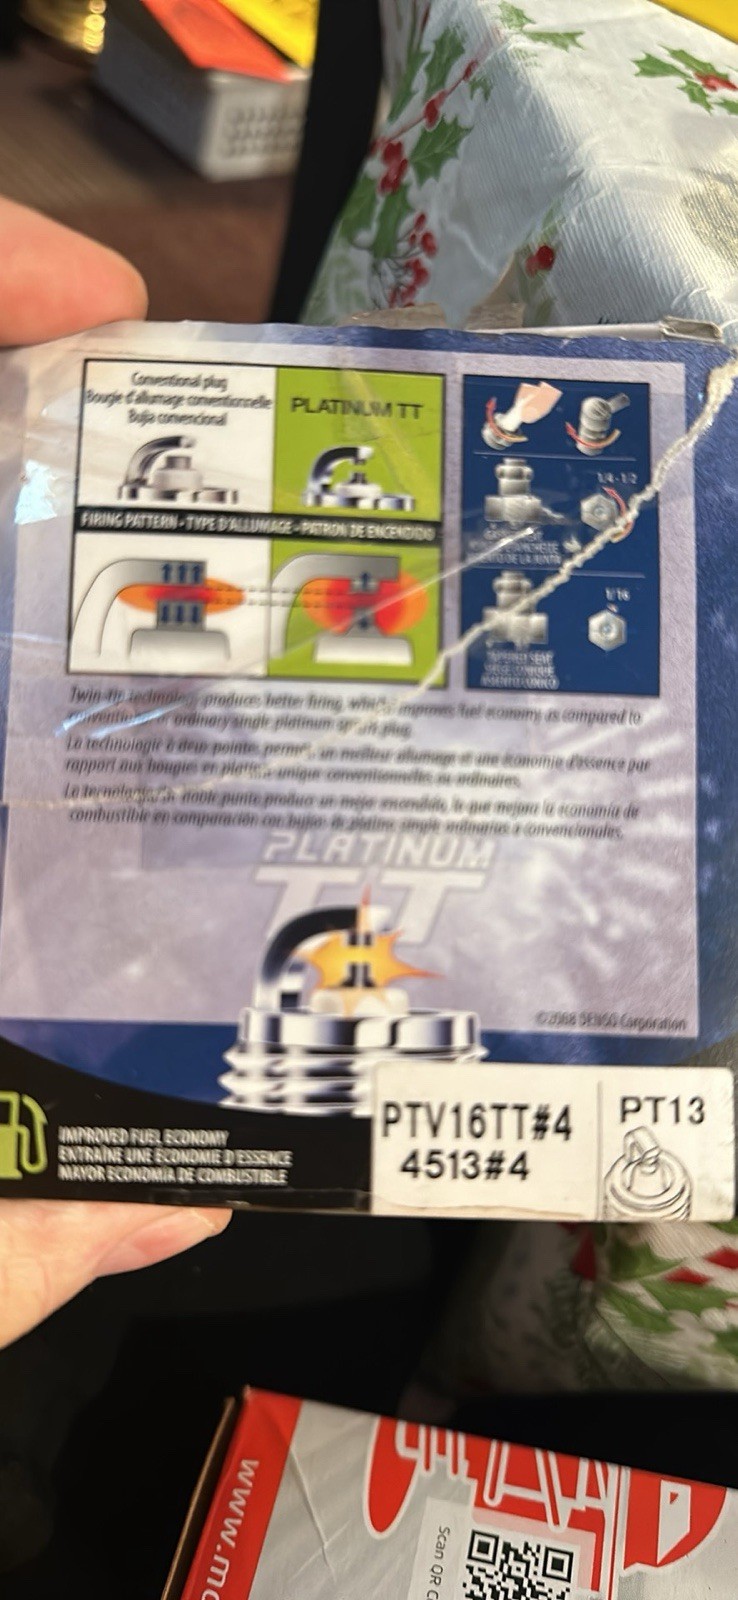 Conventional plug
Bougie d'allumage conventionnelle
Bujia convencional
PLATINUM TT
FIRING PATTERN • TYPE D'ALLUMAGE • PATRON DE ENCENDIDO
1/4 - 1/2
1/16
Twin-tip technology produces better firing, which improves fuel economy as compared to
conventional or ordinary single platinum spark plug.
La technologie à deux pointes permet un meilleur allumage et une économie d'essence par
rapport aux bougies en platine unique conventionnelles ou ordinaires.
La tecnología de doble punta produce un mejor encendido, lo que mejora la economía de
combustible en comparación con bujías de platino simple ordinarias o convencionales.
PLATINUM
TT
©2008 DENSO Corporation
IMPROVED FUEL ECONOMY
ENTRAÎNE UNE ÉCONOMIE D'ESSENCE
MAYOR ECONOMÍA DE COMBUSTIBLE
PTV16TT#4
4513#4
PT13
www.mo
Scan QR C